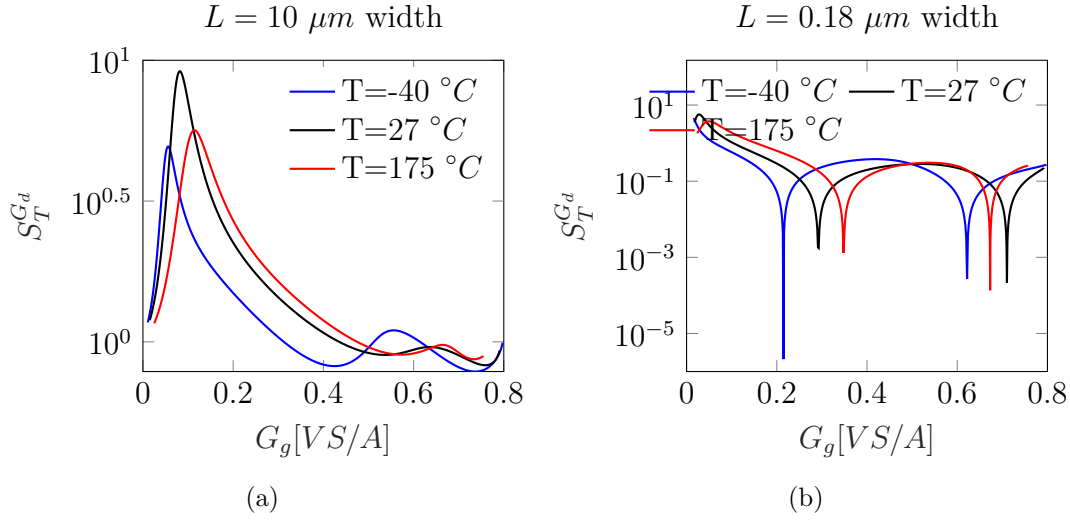 L = 10 μm width
10^1
10^0.5
10^0
S_T^{G_d}
T=-40 °C
T=27 °C
T=175 °C
0
0.2
0.4
0.6
0.8
G_g[VS/A]
(a)
L = 0.18 μm width
10^1
10^−1
10^−3
10^−5
S_T^{G_d}
T=-40 °C
T=27 °C
T=175 °C
0
0.2
0.4
0.6
0.8
G_g[VS/A]
(b)